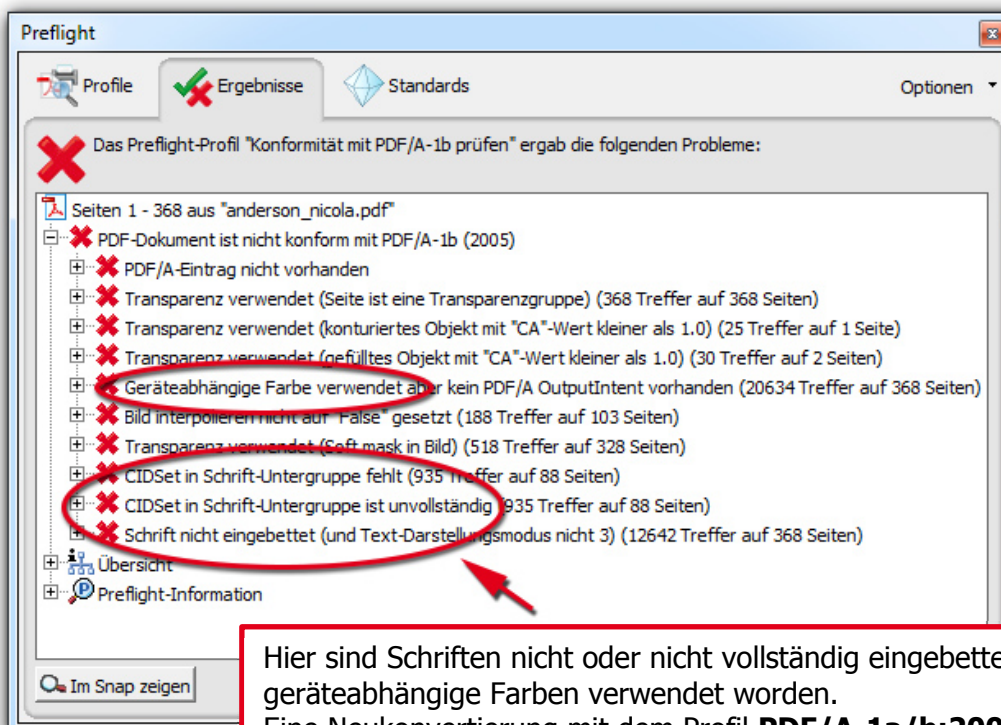 Preflight
Profile Ergebnisse Standards Optionen
Das Preflight-Profil "Konformität mit PDF/A-1b prüfen" ergab die folgenden Probleme:
Seiten 1 - 368 aus "anderson_nicola.pdf"
PDF-Dokument ist nicht konform mit PDF/A-1b (2005)
PDF/A-Eintrag nicht vorhanden
Transparenz verwendet (Seite ist eine Transparenzgruppe) (368 Treffer auf 368 Seiten)
Transparenz verwendet (konturiertes Objekt mit "CA"-Wert kleiner als 1.0) (25 Treffer auf 1 Seite)
Transparenz verwendet (gefülltes Objekt mit "CA"-Wert kleiner als 1.0) (30 Treffer auf 2 Seiten)
Geräteabhängige Farbe verwendet aber kein PDF/A OutputIntent vorhanden (20634 Treffer auf 368 Seiten)
Bild interpolieren nicht auf "False" gesetzt (188 Treffer auf 103 Seiten)
Transparenz verwendet (Soft mask in Bild) (518 Treffer auf 328 Seiten)
CIDSet in Schrift-Untergruppe fehlt (935 Treffer auf 88 Seiten)
CIDSet in Schrift-Untergruppe ist unvollständig (935 Treffer auf 88 Seiten)
Schrift nicht eingebettet (und Text-Darstellungsmodus nicht 3) (12642 Treffer auf 368 Seiten)
Übersicht
Preflight-Information
Im Snap zeigen
Hier sind Schriften nicht oder nicht vollständig eingebette
geräteabhängige Farben verwendet worden.
Eine Neukonvertierung mit dem Profil